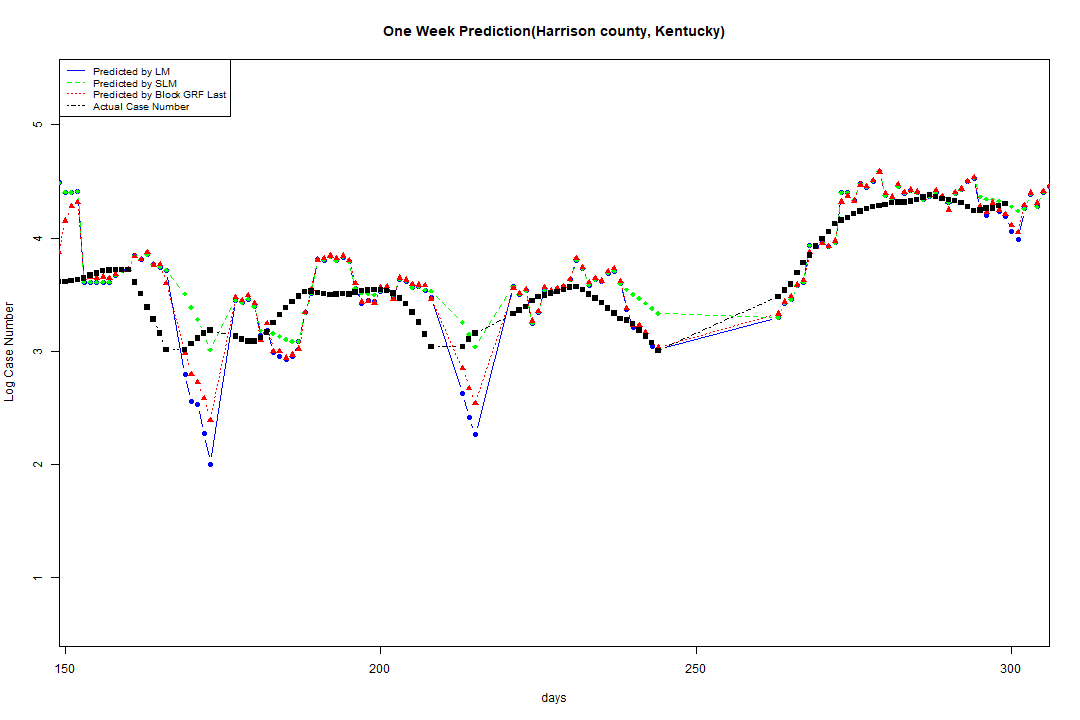 One Week Prediction(Harrison county, Kentucky)
Predicted by LM
Predicted by SLM
Predicted by Block GRF Last
Actual Case Number
5
4
3
2
1
Log Case Number
150 200 250 300
days